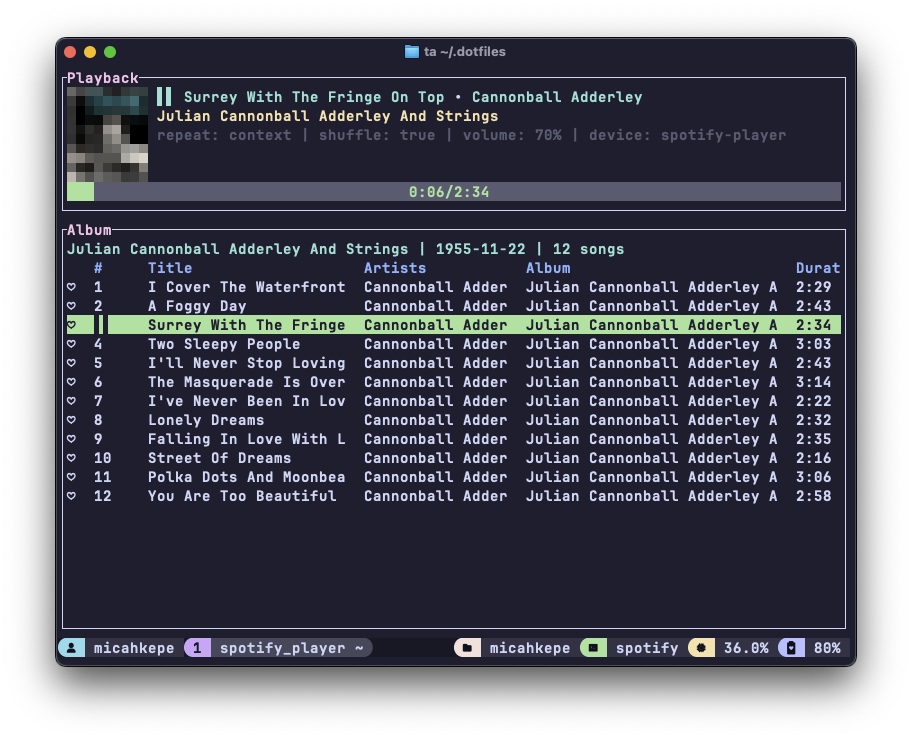 ta ~/.dotfiles
Playback
Surrey With The Fringe On Top • Cannonball Adderley
Julian Cannonball Adderley And Strings
repeat: context | shuffle: true | volume: 70% | device: spotify-player
0:06/2:34
Album
Julian Cannonball Adderley And Strings | 1955-11-22 | 12 songs
# Title Artists Album Durat
1 I Cover The Waterfront Cannonball Adder Julian Cannonball Adderley A 2:29
2 A Foggy Day Cannonball Adder Julian Cannonball Adderley A 2:43
Surrey With The Fringe Cannonball Adder Julian Cannonball Adderley A 2:34
4 Two Sleepy People Cannonball Adder Julian Cannonball Adderley A 3:03
5 I'll Never Stop Loving Cannonball Adder Julian Cannonball Adderley A 2:43
6 The Masquerade Is Over Cannonball Adder Julian Cannonball Adderley A 3:14
7 I've Never Been In Lov Cannonball Adder Julian Cannonball Adderley A 2:22
8 Lonely Dreams Cannonball Adder Julian Cannonball Adderley A 2:32
9 Falling In Love With L Cannonball Adder Julian Cannonball Adderley A 2:35
10 Street Of Dreams Cannonball Adder Julian Cannonball Adderley A 2:16
11 Polka Dots And Moonbea Cannonball Adder Julian Cannonball Adderley A 3:06
12 You Are Too Beautiful Cannonball Adder Julian Cannonball Adderley A 2:58
micahkepe 1 spotify_player ~ micahkepe spotify 36.0% 80%